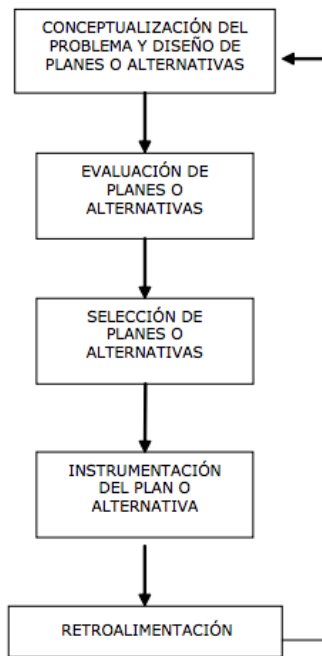 CONCEPTUALIZACIÓN DEL
PROBLEMA Y DISEÑO DE
PLANES O ALTERNATIVAS
EVALUACIÓN DE
PLANES O
ALTERNATIVAS
SELECCIÓN DE
PLANES O
ALTERNATIVAS
INSTRUMENTACIÓN
DEL PLAN O
ALTERNATIVA
RETROALIMENTACIÓN